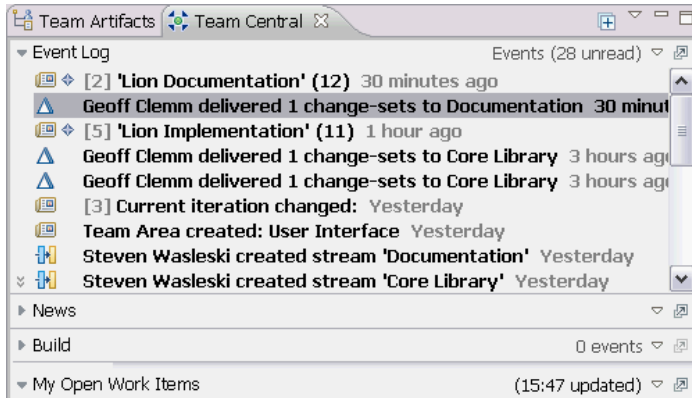 Team Artifacts Team Central
Event Log Events (28 unread)
[2] 'Lion Documentation' (12) 30 minutes ago
Geoff Clemm delivered 1 change-sets to Documentation 30 minut
[5] 'Lion Implementation' (11) 1 hour ago
Geoff Clemm delivered 1 change-sets to Core Library 3 hours ago
Geoff Clemm delivered 1 change-sets to Core Library 3 hours ago
[3] Current iteration changed: Yesterday
Team Area created: User Interface Yesterday
Steven Wasleski created stream 'Documentation' Yesterday
Steven Wasleski created stream 'Core Library' Yesterday
News
Build 0 events
My Open Work Items (15:47 updated)